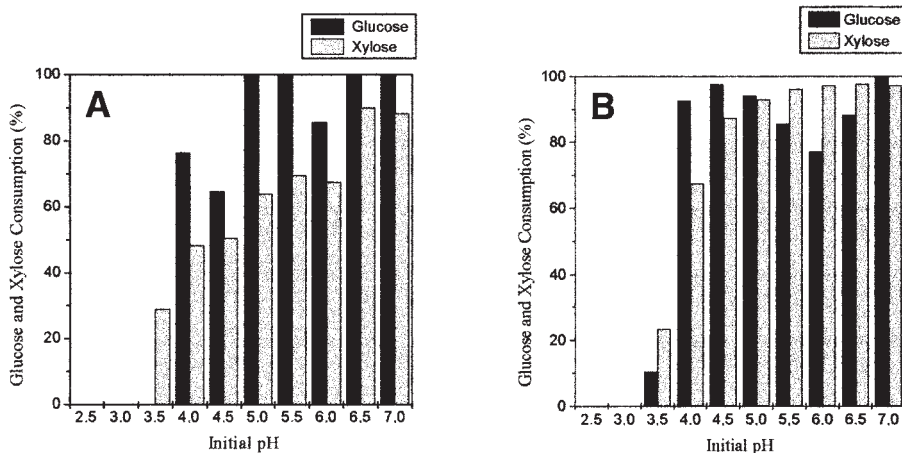 Glucose
Xylose
A
Glucose and Xylose Consumption (%)
100
80
60
40
20
0
2.5 3.0 3.5 4.0 4.5 5.0 5.5 6.0 6.5 7.0
Initial pH
Glucose
Xylose
B
Glucose and Xylose Consumption (%)
100
80
60
40
20
0
2.5 3.0 3.5 4.0 4.5 5.0 5.5 6.0 6.5 7.0
Initial pH